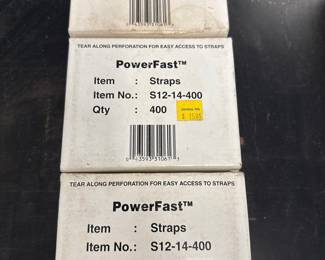 TEAR ALONG PERFORATION FOR EASY ACCESS TO STRAPS
PowerFast™
Item : Straps
Item No.: S12-14-400
Qty : 400
TEAR ALONG PERFORATION FOR EASY ACCESS TO STRAPS
PowerFast™
Item : Straps
Item No.: S12-14-400